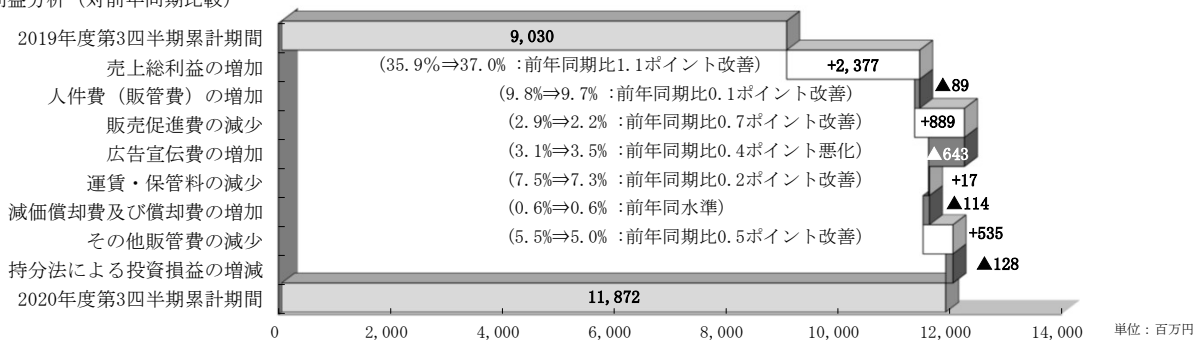 利益分析（対前年同期比較）
2019年度第3四半期累計期間 9,030
売上総利益の増加 (35.9%⇒37.0% :前年同期比1.1ポイント改善) +2,377
人件費（販管費）の増加 (9.8%⇒9.7% :前年同期比0.1ポイント改善) ▲89
販売促進費の減少 (2.9%⇒2.2% :前年同期比0.7ポイント改善) +889
広告宣伝費の増加 (3.1%⇒3.5% :前年同期比0.4ポイント悪化) ▲643
運賃・保管料の減少 (7.5%⇒7.3% :前年同期比0.2ポイント改善) +17
減価償却費及び償却費の増加 (0.6%⇒0.6% :前年同水準) ▲114
その他販管費の減少 (5.5%⇒5.0% :前年同期比0.5ポイント改善) +535
持分法による投資損益の増減 ▲128
2020年度第3四半期累計期間 11,872
0 2,000 4,000 6,000 8,000 10,000 12,000 14,000 単位：百万円